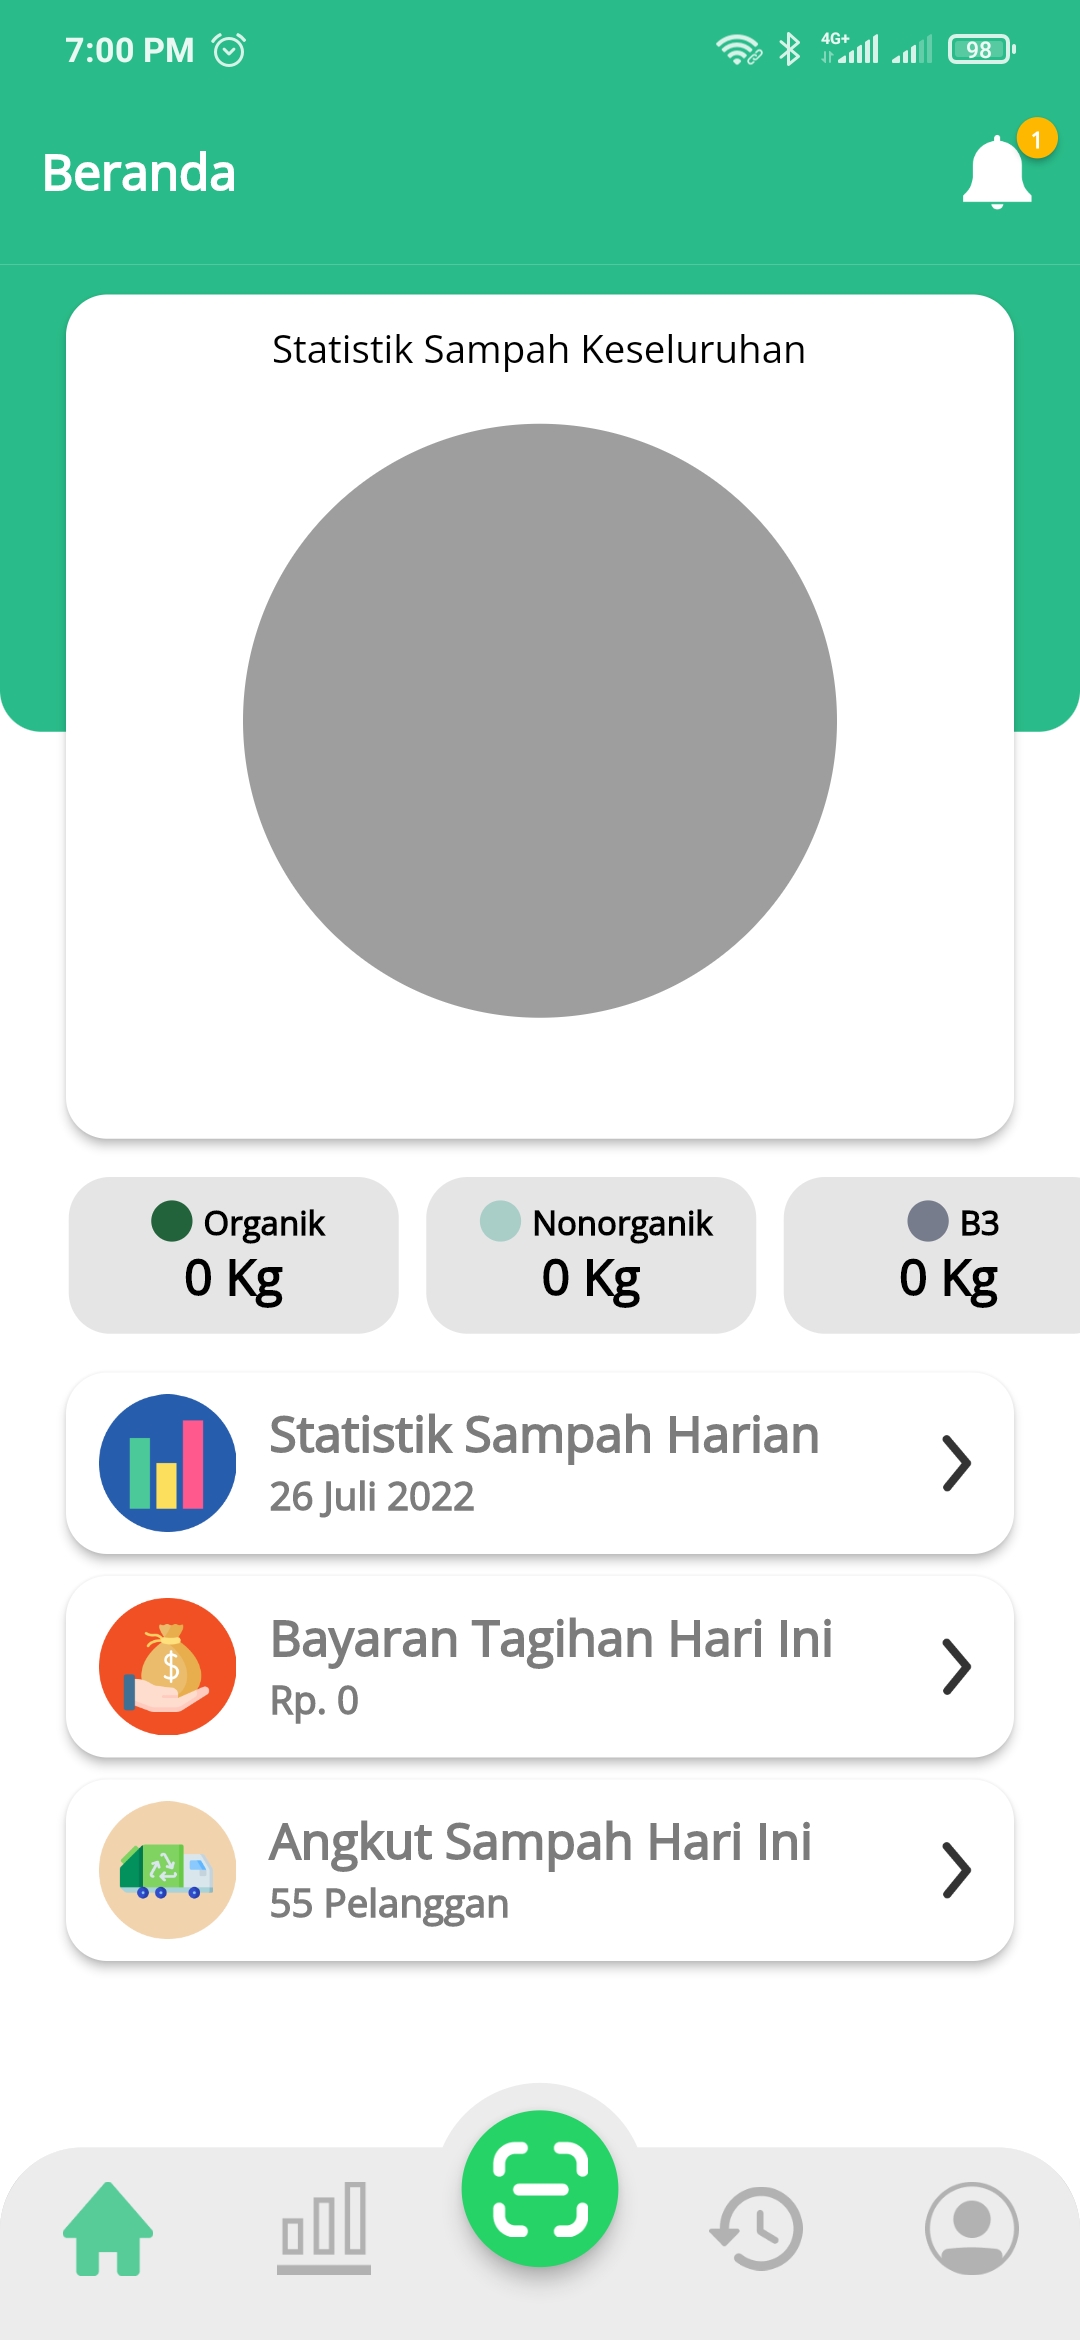 7:00 PM
4G+
98
Beranda
1
Statistik Sampah Keseluruhan
Organik
0 Kg
Nonorganik
0 Kg
B3
0 Kg
Statistik Sampah Harian
26 Juli 2022
Bayaran Tagihan Hari Ini
Rp. 0
$
Angkut Sampah Hari Ini
55 Pelanggan